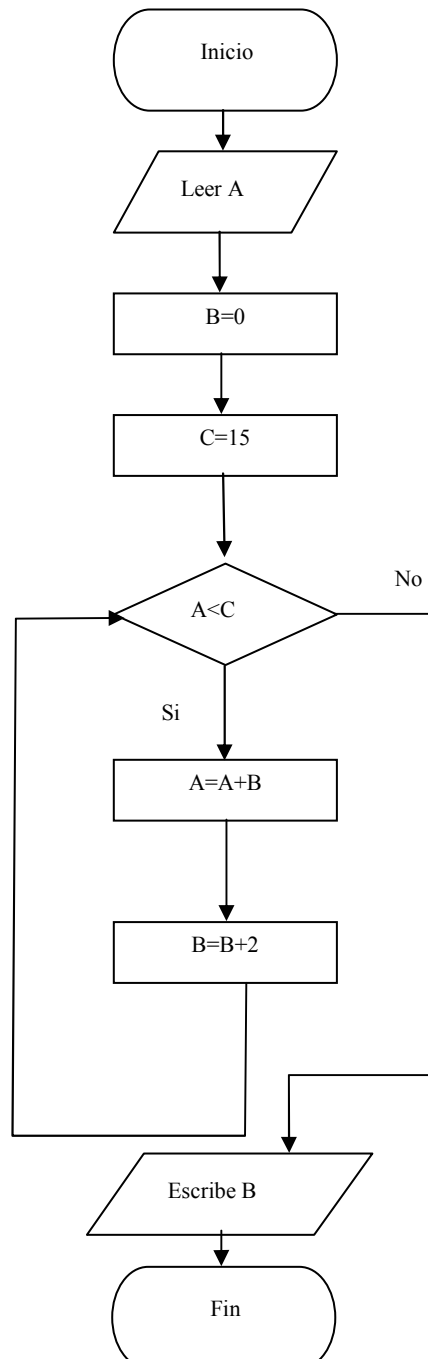 Inicio
Leer A
B=0
C=15
No
A<C
Si
A=A+B
B=B+2
Escribe B
Fin